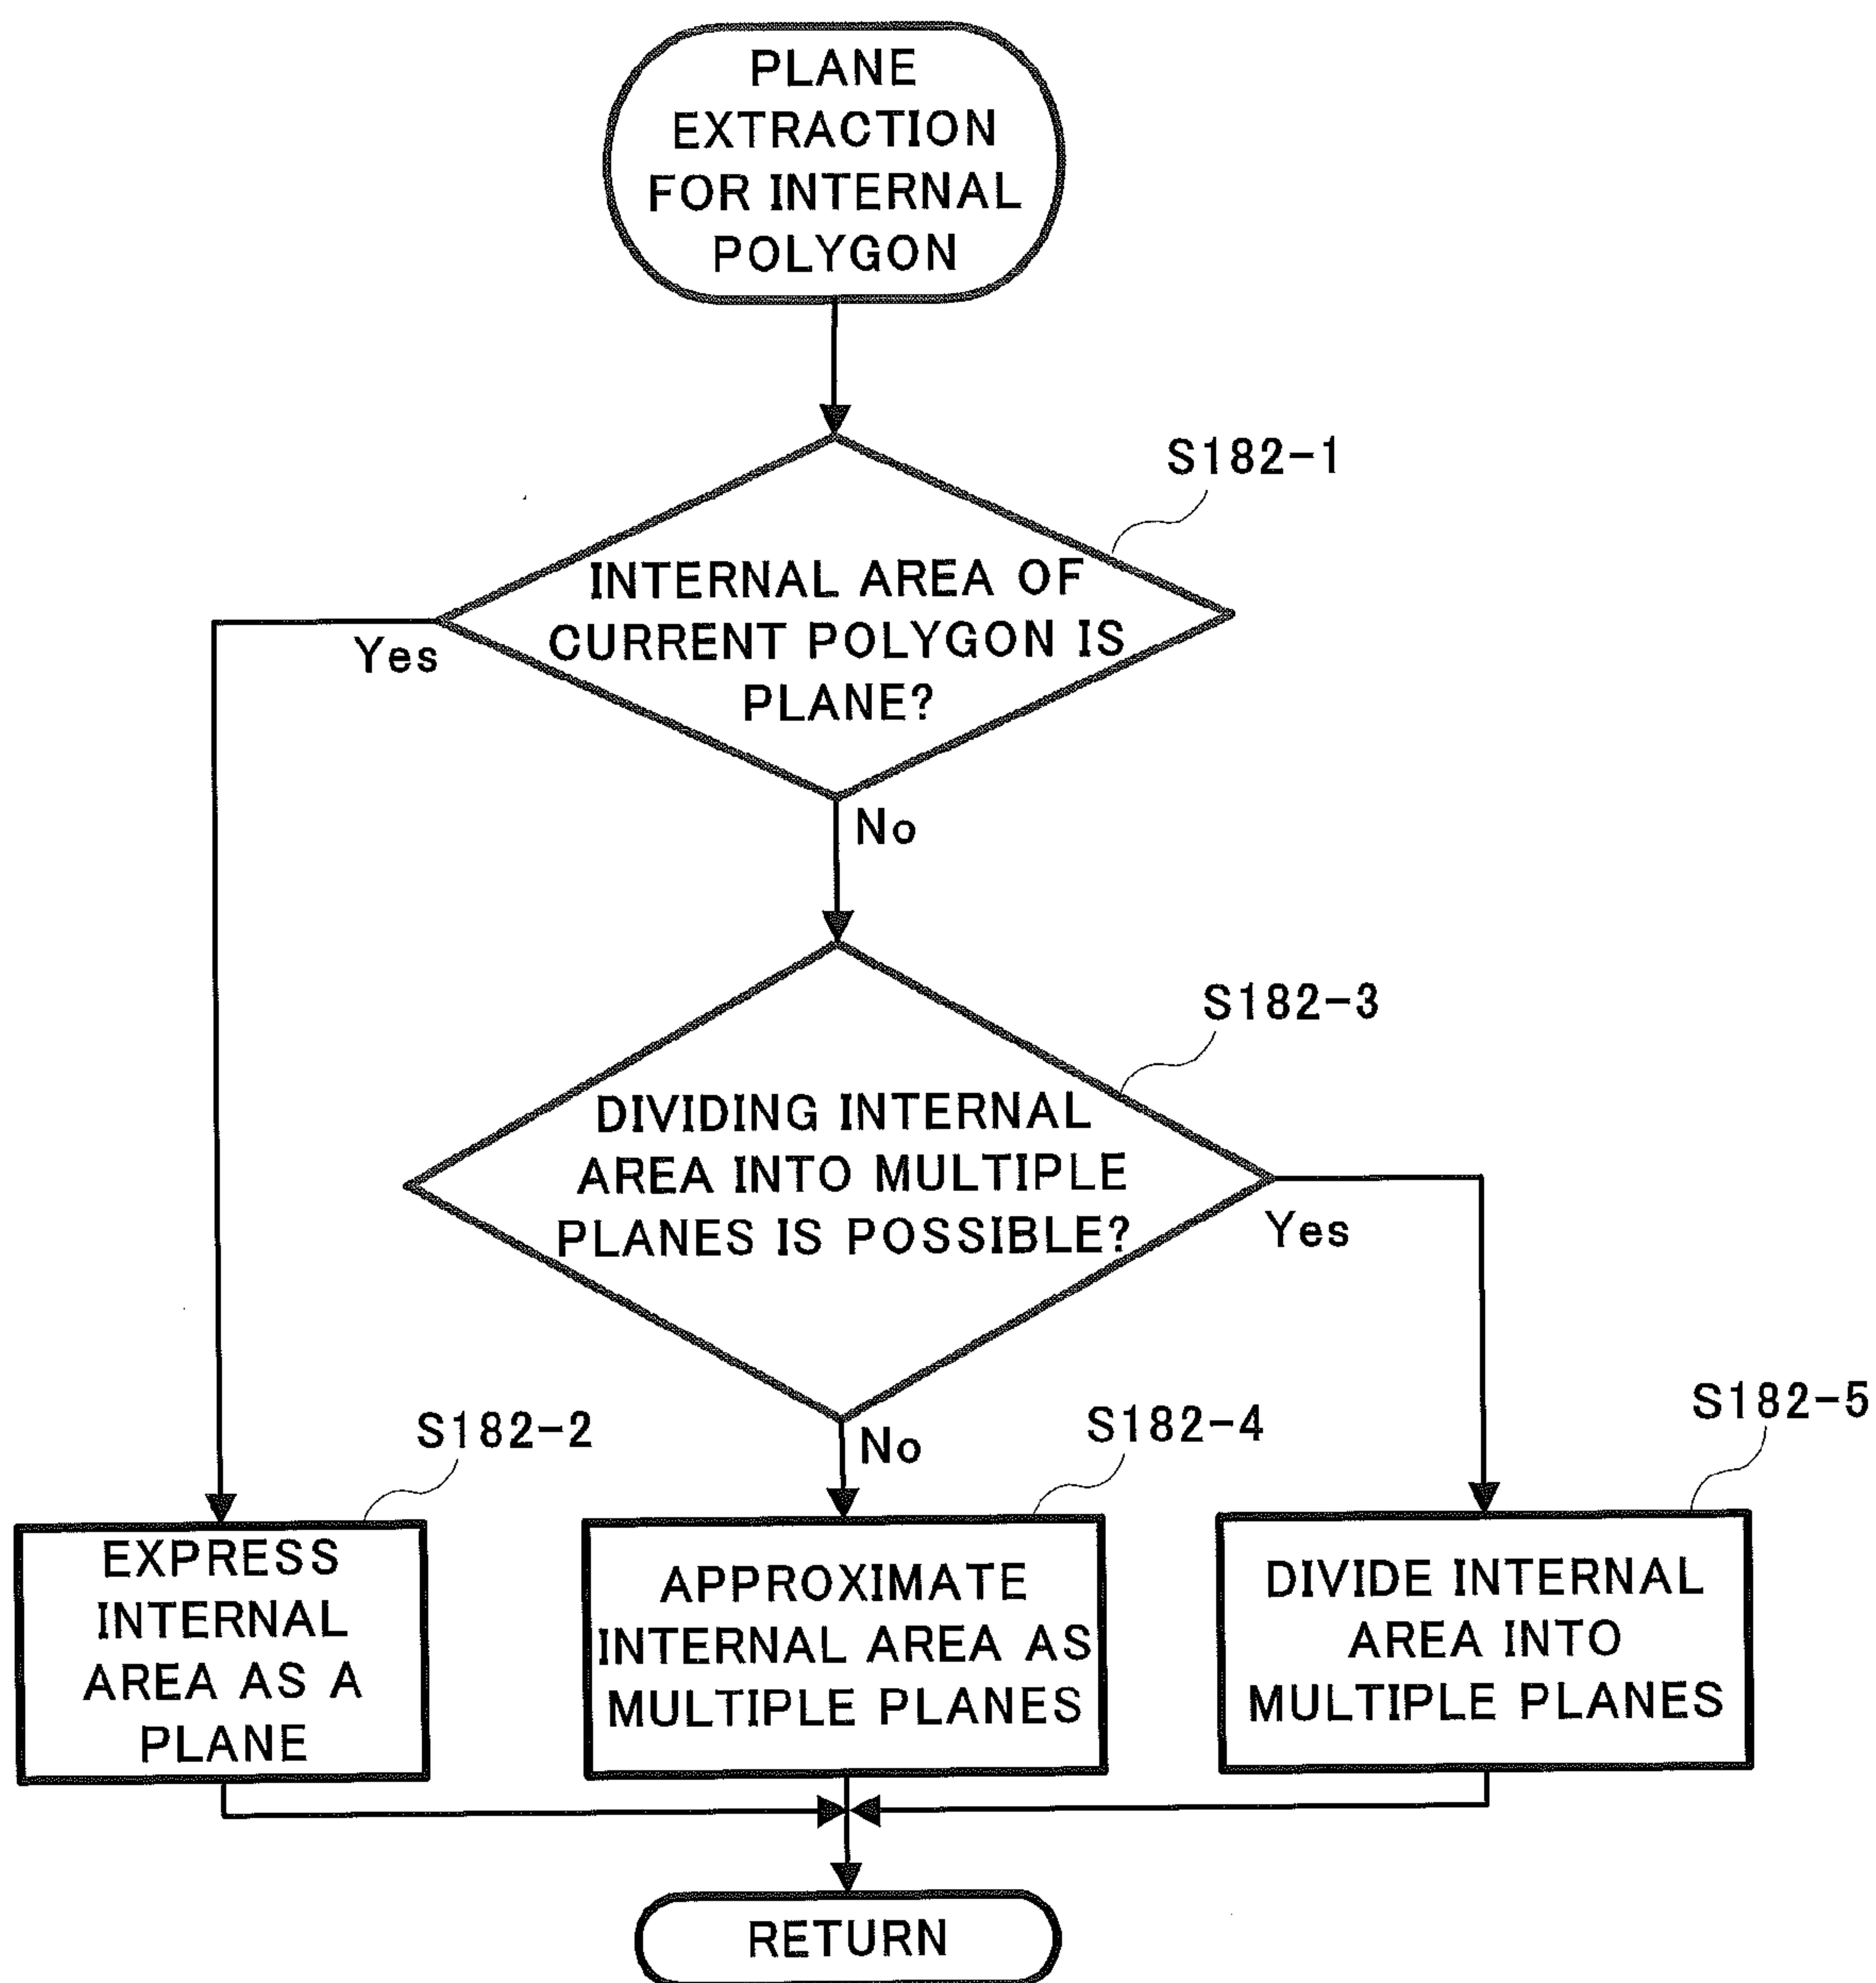 PLANE
EXTRACTION
FOR INTERNAL
POLYGON
S182-1
INTERNAL AREA OF
CURRENT POLYGON IS
PLANE?
Yes
No
S182-3
DIVIDING INTERNAL
AREA INTO MULTIPLE
PLANES IS POSSIBLE?
Yes
No
S182-2
EXPRESS
INTERNAL
AREA AS A
PLANE
S182-4
APPROXIMATE
INTERNAL AREA AS
MULTIPLE PLANES
S182-5
DIVIDE INTERNAL
AREA INTO
MULTIPLE PLANES
RETURN